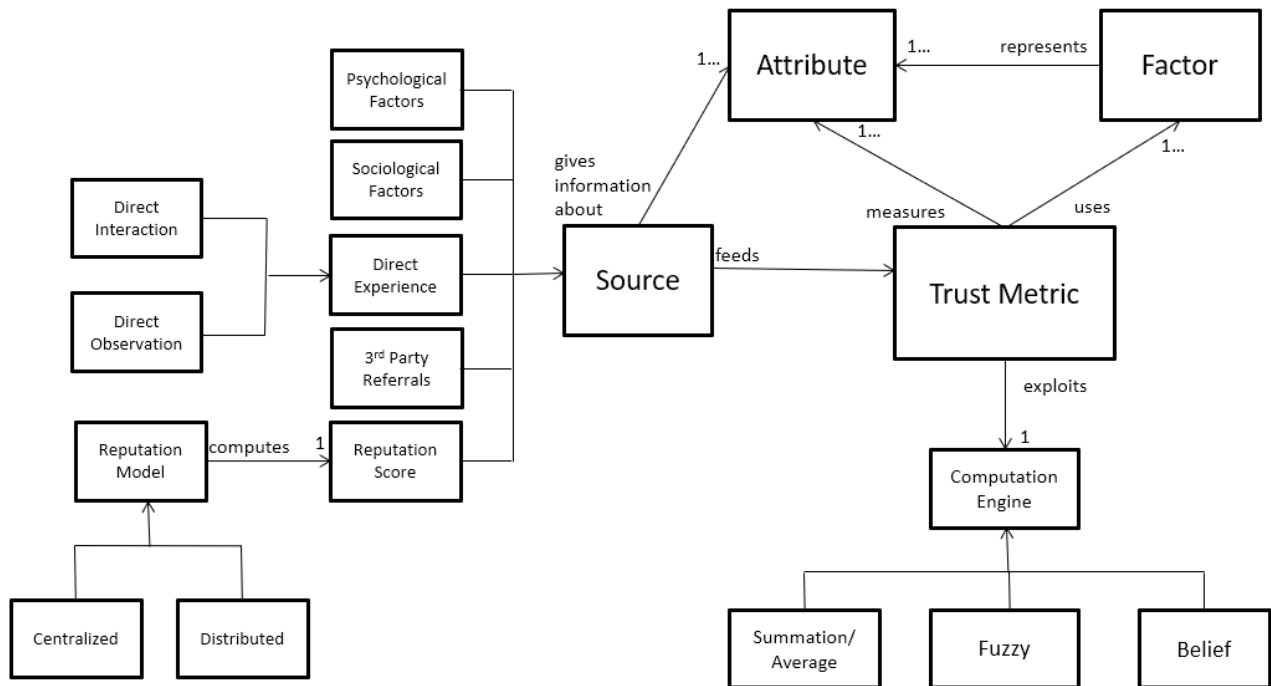 1...
Attribute
1...
represents
Factor
Psychological
Factors
1...
1...
Sociological
Factors
gives
information
about
Direct
Interaction
measures
uses
feeds
Direct
Experience
Source
Trust Metric
Direct
Observation
3rd Party
Referrals
exploits
Reputation
Model
computes
1
Reputation
Score
1
Computation
Engine
Centralized
Distributed
Summation/
Average
Fuzzy
Belief